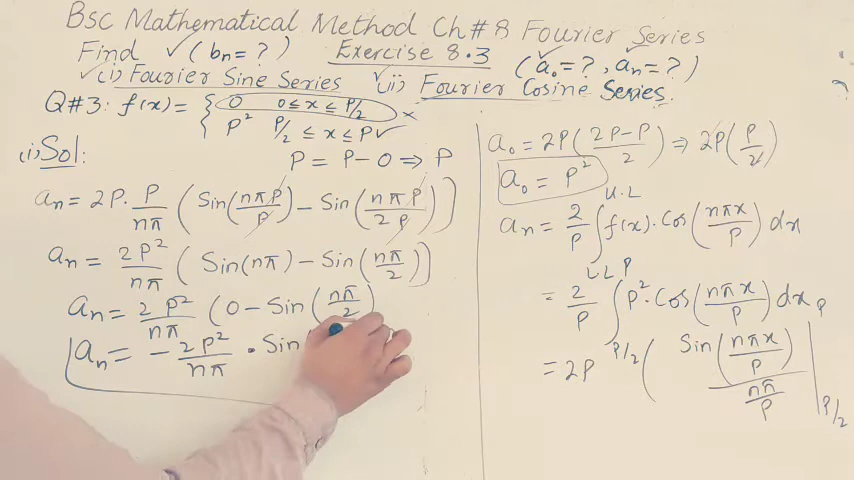 Bsc Mathematical Method Ch#8 Fourier Series
Find ✓(bn=?) Exercise 8.3 (a₀=?, an=?)
✓(i) Fourier Sine Series ✓(ii) Fourier Cosine Series.
Q#3: f(x)= { 0 0≤x≤P/2 ×
P² P/2≤x≤P ✓
(i) Sol: P = P-0 ⇒ P
an = 2P · P/nπ ( Sin(nπP/P) - Sin(nπP/2P) )
an = 2P²/nπ ( Sin(nπ) - Sin(nπ/2) )
an = 2P²/nπ (0 - Sin(nπ/2)
an = - 2P²/nπ · Sin
a₀ = 2P(2P-P/2) ⇒ 2P(P/2)
a₀ = P²
U.L
an = 2/P ∫ f(x)·Cos(nπx/P) dx
L.L P
= 2/P ∫ P²·Cos(nπx/P) dx P
P/2
= 2P ( Sin(nπx/P) / nπ/P |
P/2